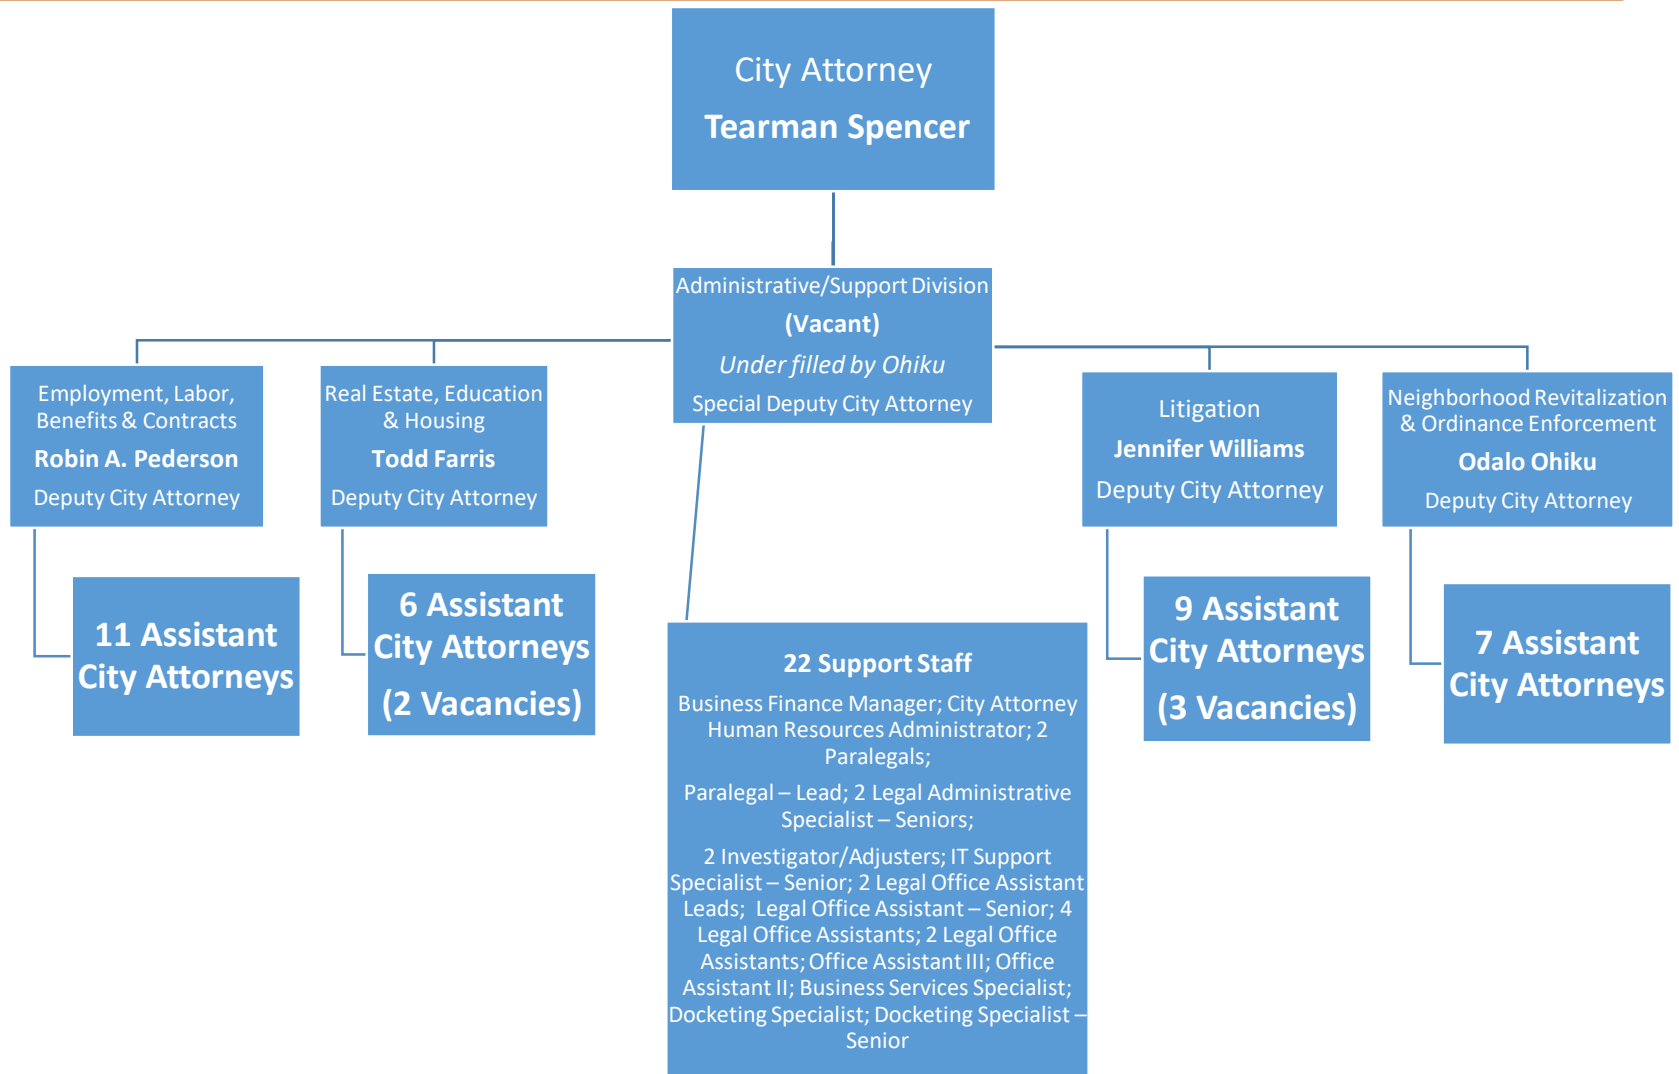 City Attorney
Tearman Spencer
Administrative/Support Division
(Vacant)
Under filled by Ohiku
Special Deputy City Attorney
Employment, Labor,
Benefits & Contracts
Robin A. Pederson
Deputy City Attorney
Real Estate, Education
& Housing
Todd Farris
Deputy City Attorney
Litigation
Jennifer Williams
Deputy City Attorney
Neighborhood Revitalization
& Ordinance Enforcement
Odalo Ohiku
Deputy City Attorney
11 Assistant
City Attorneys
6 Assistant
City Attorneys
(2 Vacancies)
9 Assistant
City Attorneys
(3 Vacancies)
7 Assistant
City Attorneys
22 Support Staff
Business Finance Manager; City Attorney
Human Resources Administrator; 2
Paralegals;
Paralegal – Lead; 2 Legal Administrative
Specialist – Seniors;
2 Investigator/Adjusters; IT Support
Specialist – Senior; 2 Legal Office Assistant
Leads; Legal Office Assistant – Senior; 4
Legal Office Assistants; 2 Legal Office
Assistants; Office Assistant III; Office
Assistant II; Business Services Specialist;
Docketing Specialist; Docketing Specialist –
Senior